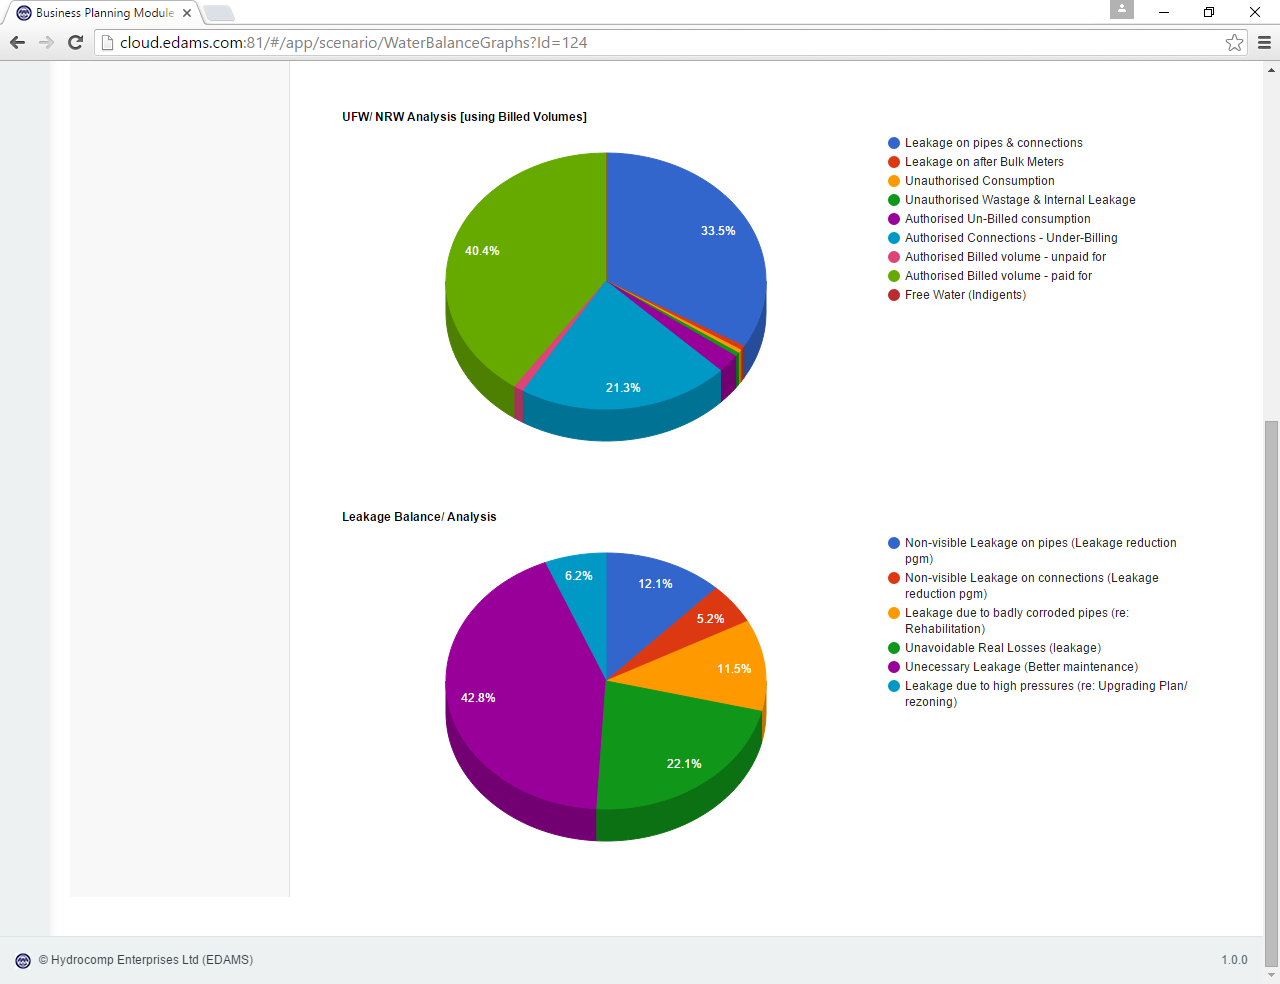 Business Planning Module
cloud.edams.com:81/#/app/scenario/WaterBalanceGraphs?Id=124
UFW/ NRW Analysis [using Billed Volumes]
33.5%
40.4%
21.3%
Leakage on pipes & connections
Leakage on after Bulk Meters
Unauthorised Consumption
Unauthorised Wastage & Internal Leakage
Authorised Un-Billed consumption
Authorised Connections - Under-Billing
Authorised Billed volume - unpaid for
Authorised Billed volume - paid for
Free Water (Indigents)
Leakage Balance/ Analysis
6.2%
12.1%
5.2%
11.5%
42.8%
22.1%
Non-visible Leakage on pipes (Leakage reduction
pgm)
Non-visible Leakage on connections (Leakage
reduction pgm)
Leakage due to badly corroded pipes (re:
Rehabilitation)
Unavoidable Real Losses (leakage)
Unecessary Leakage (Better maintenance)
Leakage due to high pressures (re: Upgrading Plan/
rezoning)
© Hydrocomp Enterprises Ltd (EDAMS)
1.0.0